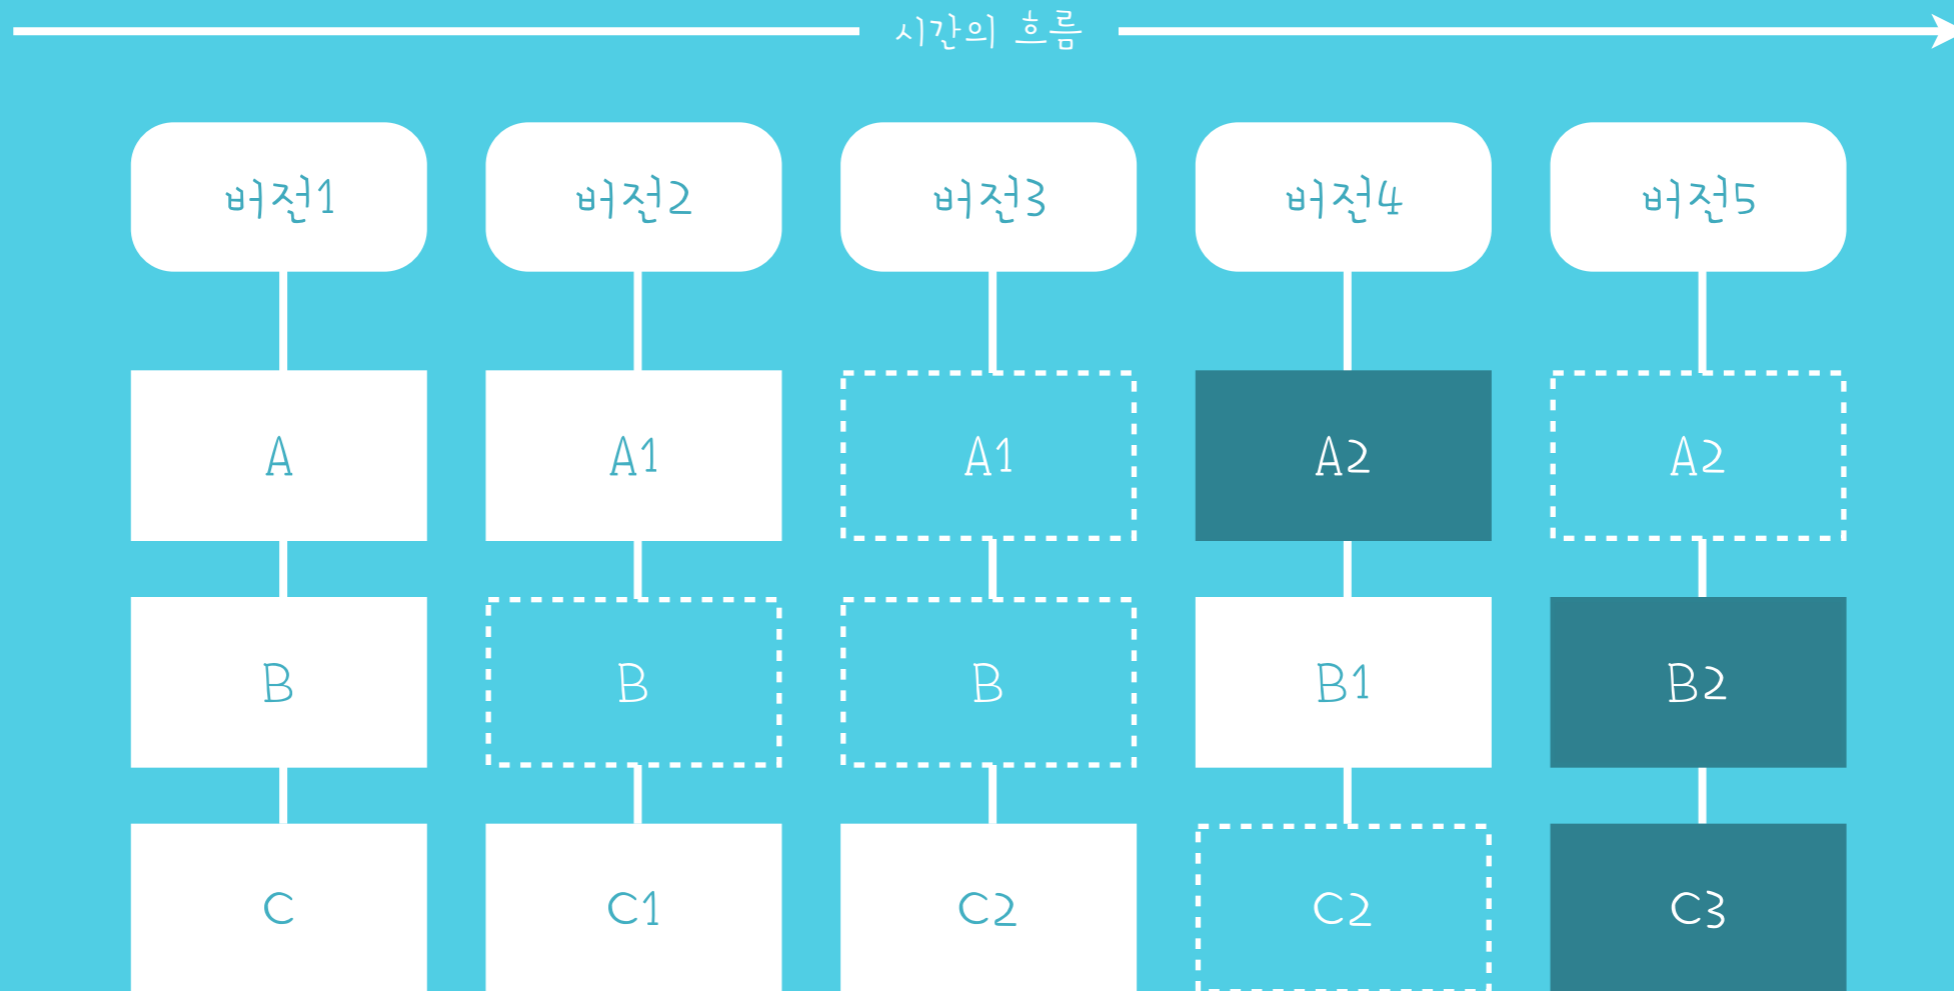 시간의 흐름
버전1 버전2 버전3 버전4 버전5
A A1 A1 A2 A2
B B B B1 B2
C C1 C2 C2 C3